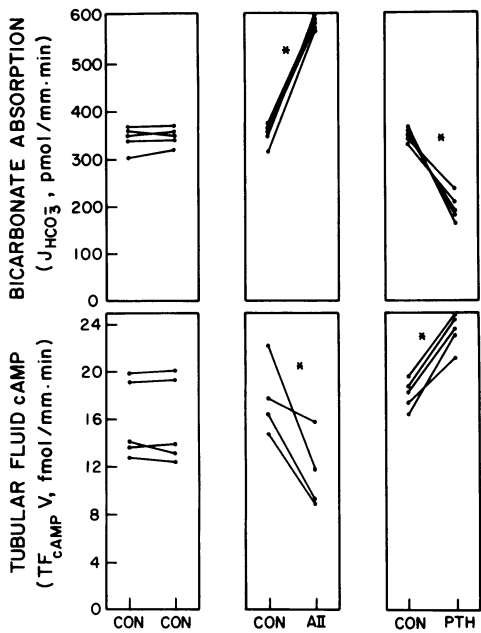 BICARBONATE ABSORPTION
(JHCO₃⁻, pmol/mm·min)
600
500
400
300
200
100
0
*
*
TUBULAR FLUID cAMP
(TFcAMP V, fmol/mm·min)
24
20
16
12
8
4
0
*
*
CON CON
CON AII
CON PTH